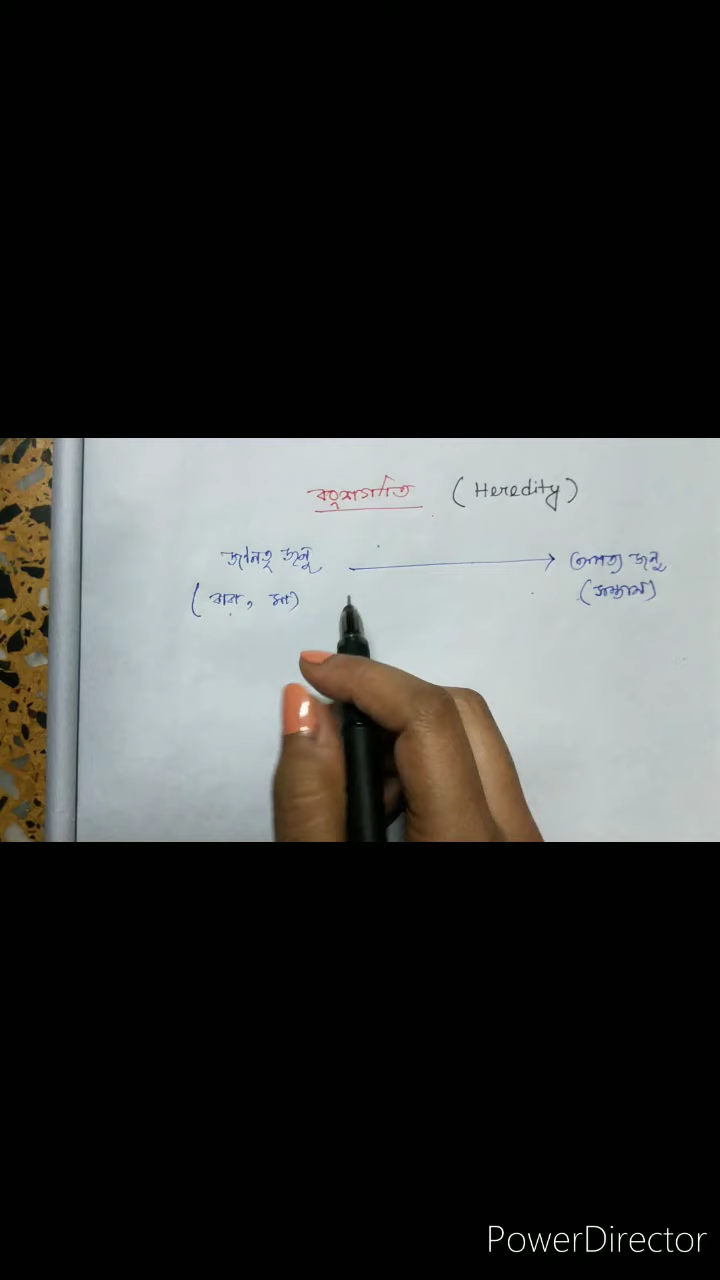 বংশগতি (Heredity)
জনিতৃ জনু → অপত্য জনু
(বাবা, মা) (সন্তান)
PowerDirector